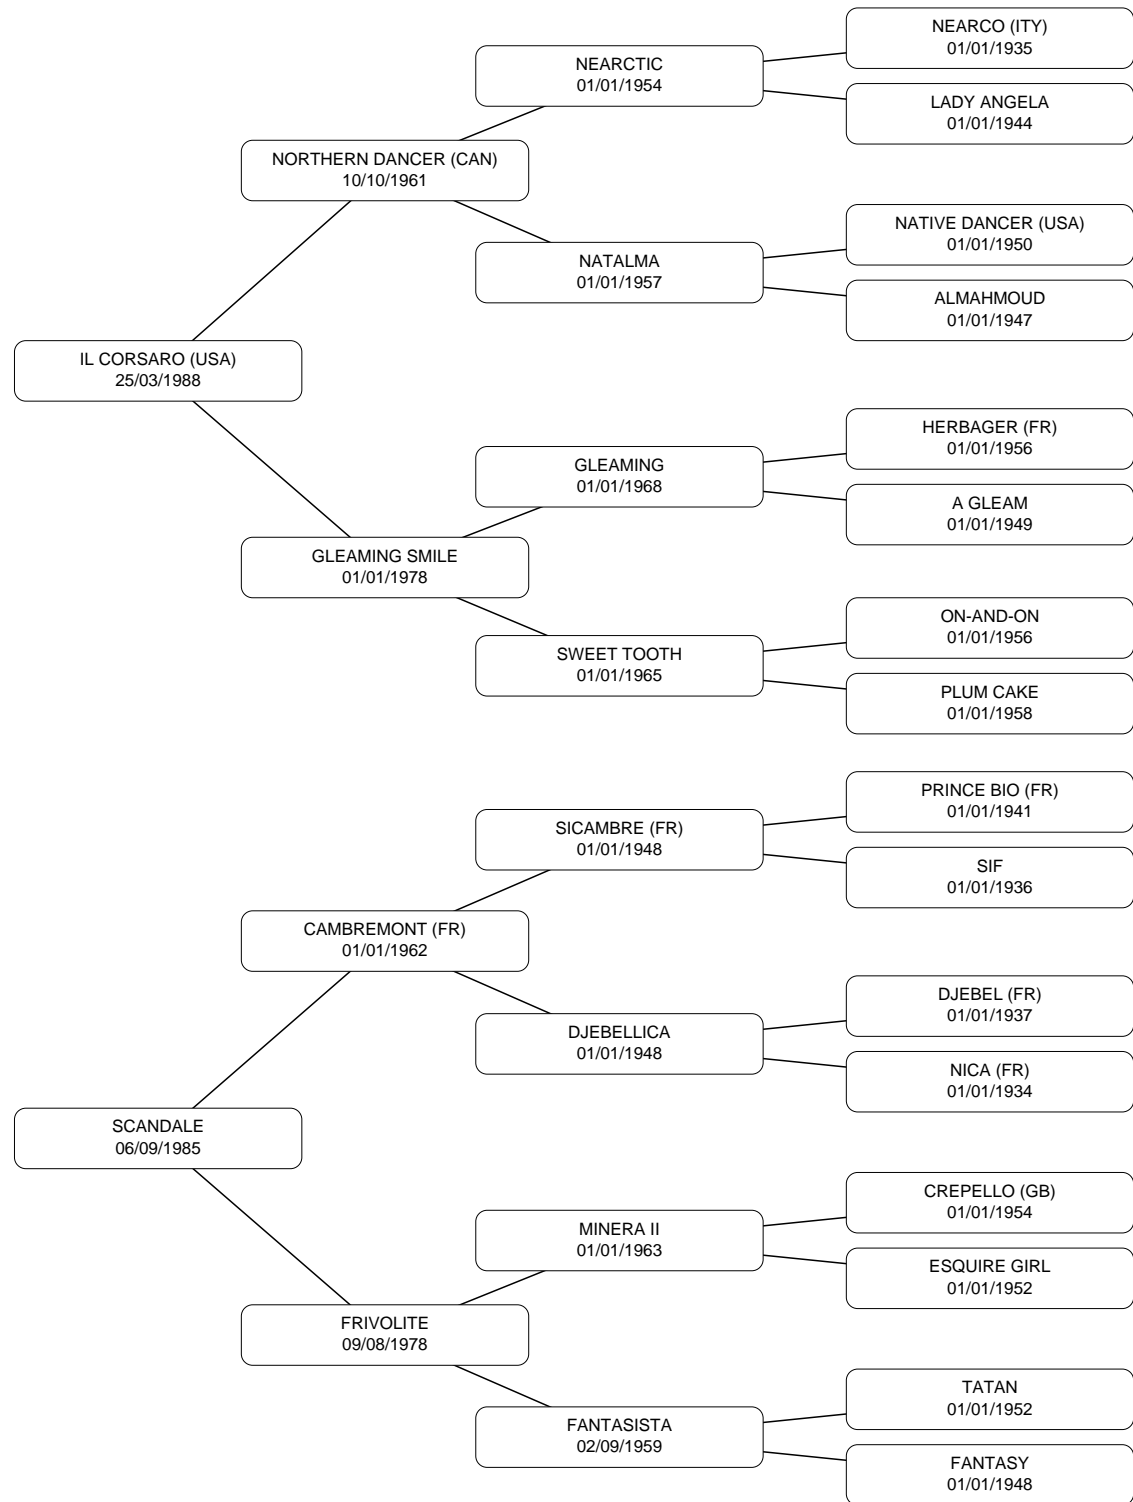 NEARCO (ITY)
01/01/1935
NEARCTIC
01/01/1954
LADY ANGELA
01/01/1944
NORTHERN DANCER (CAN)
10/10/1961
NATIVE DANCER (USA)
01/01/1950
NATALMA
01/01/1957
ALMAHMOUD
01/01/1947
IL CORSARO (USA)
25/03/1988
HERBAGER (FR)
01/01/1956
GLEAMING
01/01/1968
A GLEAM
01/01/1949
GLEAMING SMILE
01/01/1978
ON-AND-ON
01/01/1956
SWEET TOOTH
01/01/1965
PLUM CAKE
01/01/1958
PRINCE BIO (FR)
01/01/1941
SICAMBRE (FR)
01/01/1948
SIF
01/01/1936
CAMBREMONT (FR)
01/01/1962
DJEBEL (FR)
01/01/1937
DJEBELLICA
01/01/1948
NICA (FR)
01/01/1934
SCANDALE
06/09/1985
CREPELLO (GB)
01/01/1954
MINERA II
01/01/1963
ESQUIRE GIRL
01/01/1952
FRIVOLITE
09/08/1978
TATAN
01/01/1952
FANTASISTA
02/09/1959
FANTASY
01/01/1948